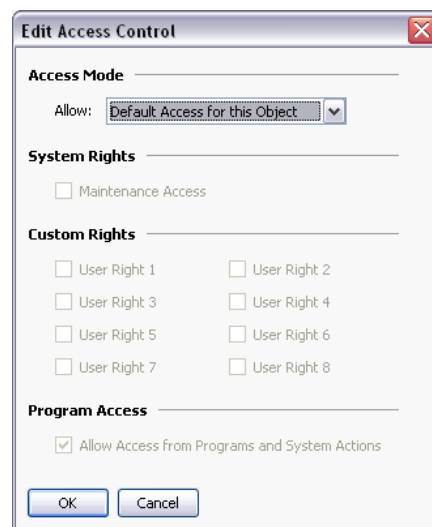 Edit Access Control
Access Mode
Allow: Default Access for this Object
System Rights
Maintenance Access
Custom Rights
User Right 1 User Right 2
User Right 3 User Right 4
User Right 5 User Right 6
User Right 7 User Right 8
Program Access
Allow Access from Programs and System Actions
OK Cancel